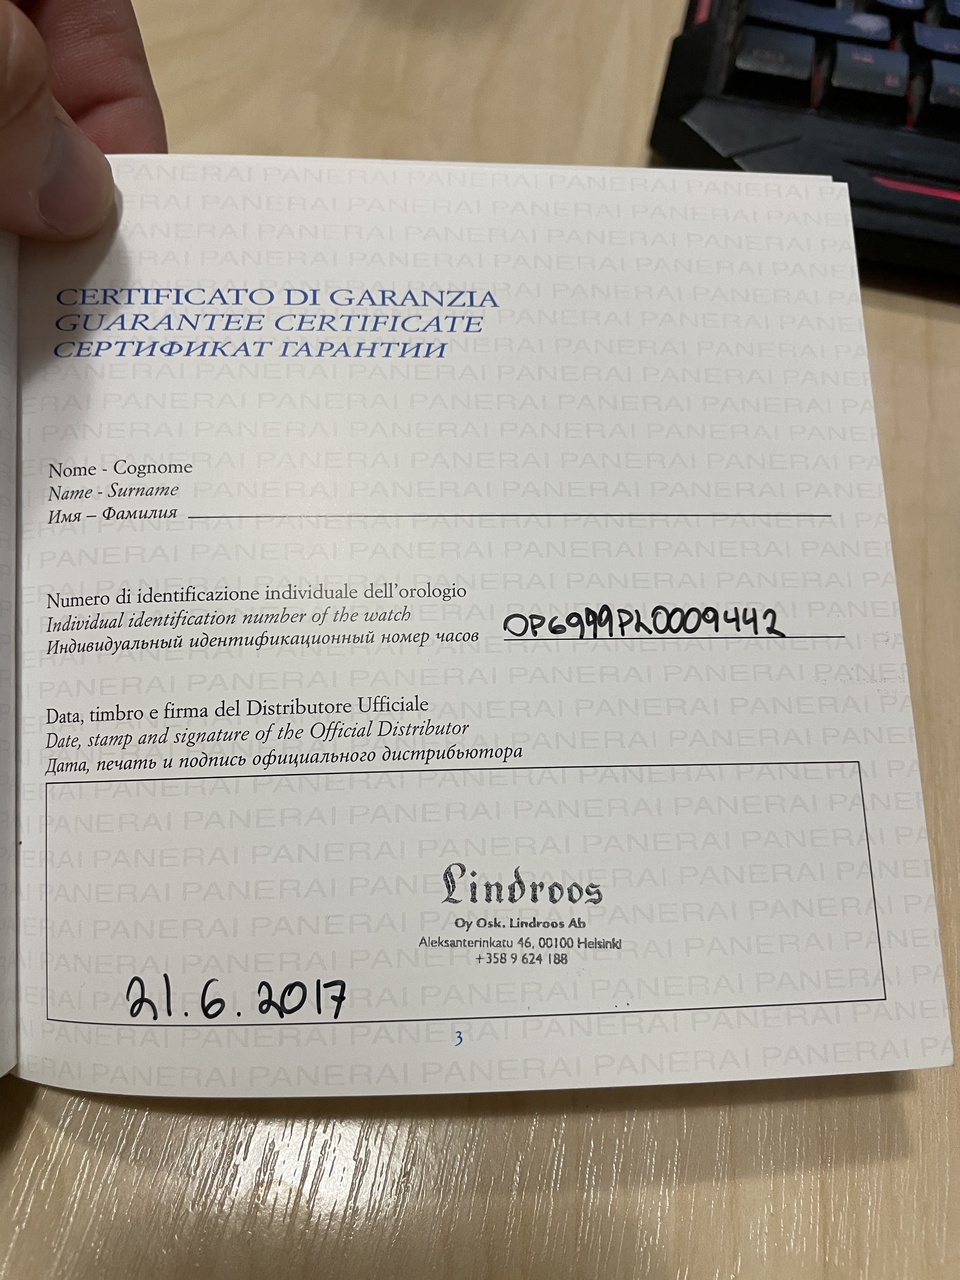 CERTIFICATO DI GARANZIA
GUARANTEE CERTIFICATE
СЕРТИФИКАТ ГАРАНТИИ
Nome - Cognome
Name - Surname
Имя – Фамилия
Numero di identificazione individuale dell'orologio
Individual identification number of the watch
Индивидуальный идентификационный номер часов
OP6999PL0009442
Data, timbro e firma del Distributore Ufficiale
Date, stamp and signature of the Official Distributor
Дата, печать и подпись официального дистрибьютора
Lindroos
Oy Osk. Lindroos Ab
Aleksanterinkatu 46, 00100 Helsinki
+358 9 624 188
21.6.2017
3